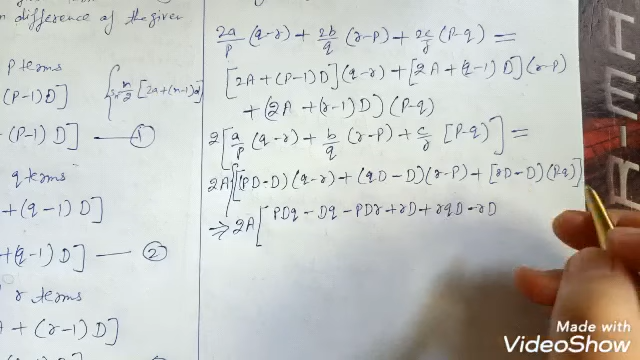 n difference of the given
p terms
(P-1)D]
{Sn n/2 [2a+(n-1)d]
(P-1)D] —— ①
q terms
+(q-1)D]
(q-1)D] —— ②
r terms
+ (r-1)D]
2a/p (q-r) + 2b/q (r-P) + 2c/r (P-q) =
[2A+(P-1)D](q-r)+[2A+(q-1)D](r-P)
+(2A+(r-1)D](P-q)
2[a/p (q-r) + b/q (r-P) + c/r [P-q)] =
2A[(PD-D)(q-r)+(qD-D)(r-P)+[rD-D)(P-q)]
⇒ 2A[PDq-Dq-PDr+rD+rqD-rD
R-MH
Made with
VideoShow